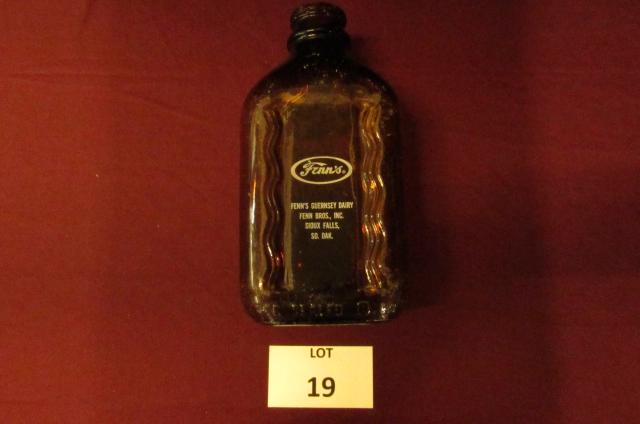 Fenn's
FENN'S GUERNSEY DAIRY
FENN BROS., INC.
SIOUX FALLS,
SO. DAK.
LOT
19